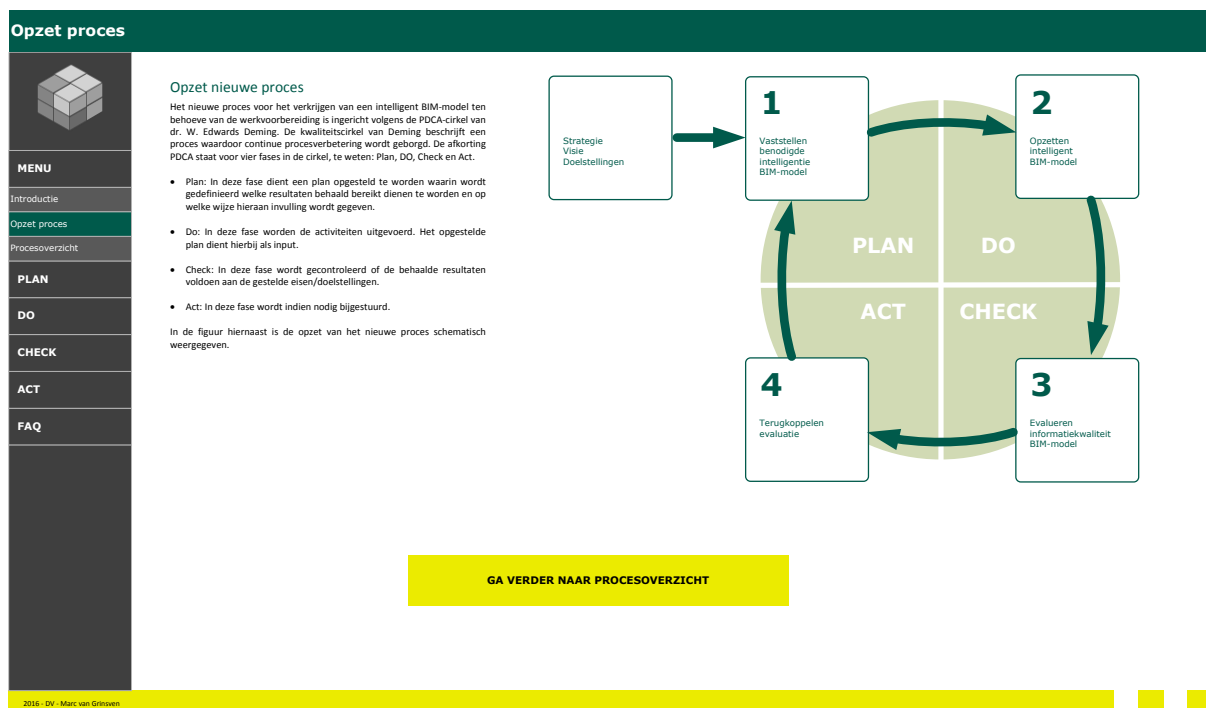 Opzet proces
MENU
Introductie
Opzet proces
Procesoverzicht
PLAN
DO
CHECK
ACT
FAQ
Opzet nieuwe proces
Het nieuwe proces voor het verkrijgen van een intelligent BIM-model ten
behoeve van de werkvoorbereiding is ingericht volgens de PDCA-cirkel van
dr. W. Edwards Deming. De kwaliteitscirkel van Deming beschrijft een
proces waardoor continue procesverbetering wordt geborgd. De afkorting
PDCA staat voor vier fases in de cirkel, te weten: Plan, DO, Check en Act.
• Plan: In deze fase dient een plan opgesteld te worden waarin wordt
gedefinieerd welke resultaten behaald bereikt dienen te worden en op
welke wijze hieraan invulling wordt gegeven.
• Do: In deze fase worden de activiteiten uitgevoerd. Het opgestelde
plan dient hierbij als input.
• Check: In deze fase wordt gecontroleerd of de behaalde resultaten
voldoen aan de gestelde eisen/doelstellingen.
• Act: In deze fase wordt indien nodig bijgestuurd.
In de figuur hiernaast is de opzet van het nieuwe proces schematisch
weergegeven.
Strategie
Visie
Doelstellingen
1
Vaststellen
benodigde
intelligentie
BIM-model
2
Opzetten
intelligent
BIM-model
PLAN
DO
ACT
CHECK
4
Terugkoppelen
evaluatie
3
Evalueren
informatiekwaliteit
BIM-model
GA VERDER NAAR PROCESOVERZICHT
2016 - DV - Marc van Grinsven